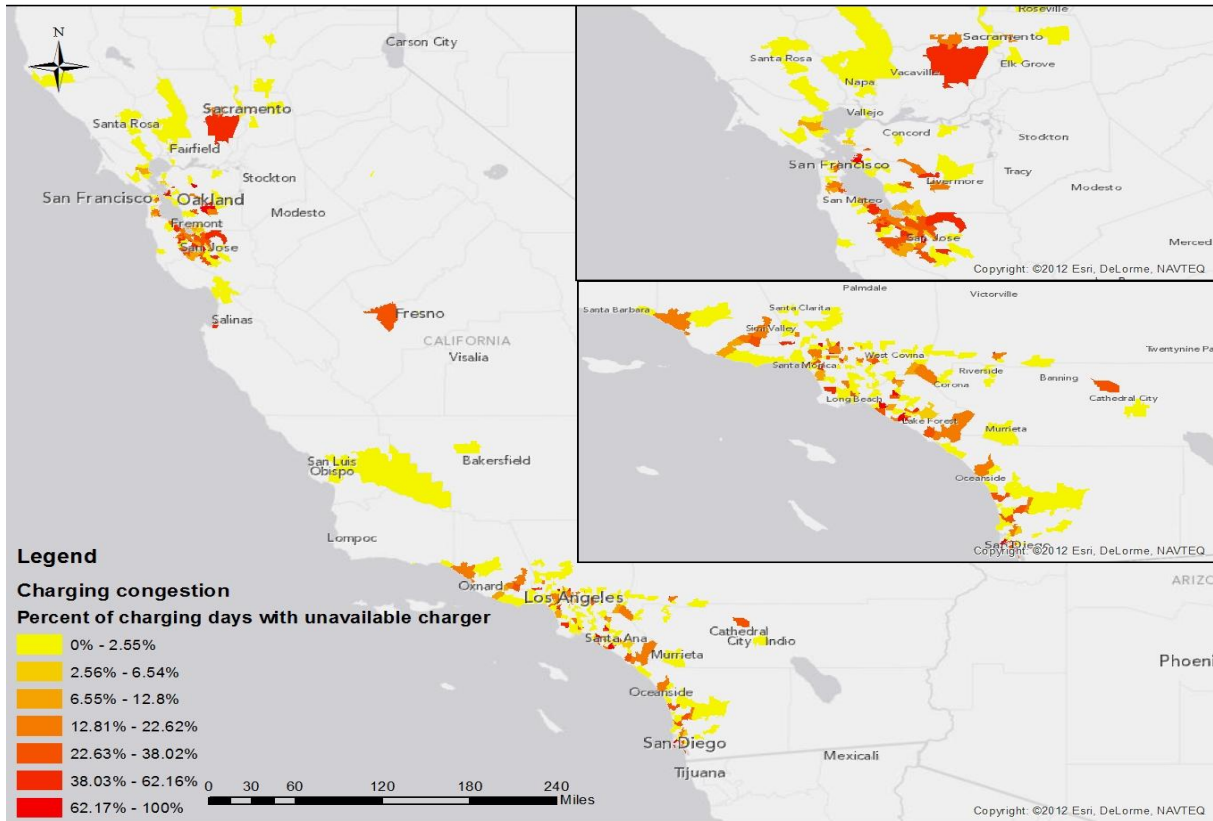 N
Carson City
Sacramento
Santa Rosa
Fairfield
Stockton
San Francisco
Oakland
Modesto
Fremont
San Jose
Salinas
Fresno
CALIFORNIA
Visalia
San Luis
Obispo
Bakersfield
Lompoc
Oxnard
Los Angeles
Santa Ana
Cathedral
City
Indio
Murrieta
Oceanside
San Diego
Tijuana
Mexicali
ARIZO
Phoeni
Copyright: ©2012 Esri, DeLorme, NAVTEQ
Roseville
Sacramento
Santa Rosa
Vacaville
Elk Grove
Napa
Vallejo
Concord
Stockton
San Francisco
Tracy
Livermore
Modesto
San Mateo
San Jose
Merced
Copyright: ©2012 Esri, DeLorme, NAVTEQ
Palmdale
Victorville
Santa Barbara
Santa Clarita
Simi Valley
Twentynine Pa
West Covina
Santa Monica
Riverside
Banning
Corona
Cathedral City
Long Beach
Lake Forest
Murrieta
Oceanside
San Diego
Copyright: ©2012 Esri, DeLorme, NAVTEQ
Legend
Charging congestion
Percent of charging days with unavailable charger
0% - 2.55%
2.56% - 6.54%
6.55% - 12.8%
12.81% - 22.62%
22.63% - 38.02%
38.03% - 62.16%
62.17% - 100%
0 30 60 120 180 240
Miles